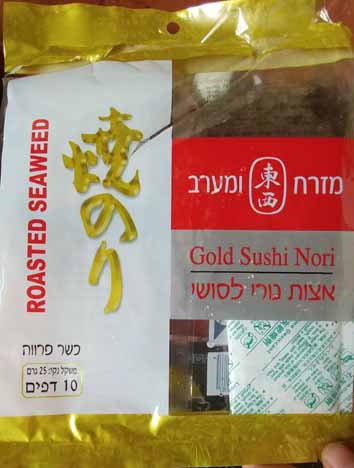 ROASTED SEAWEED
焼のり
מזרח
東西
ומערב
Gold Sushi Nori
אצות נורי לסושי
כשר פרווה
משקל נקי: 25 גרם
10 דפים